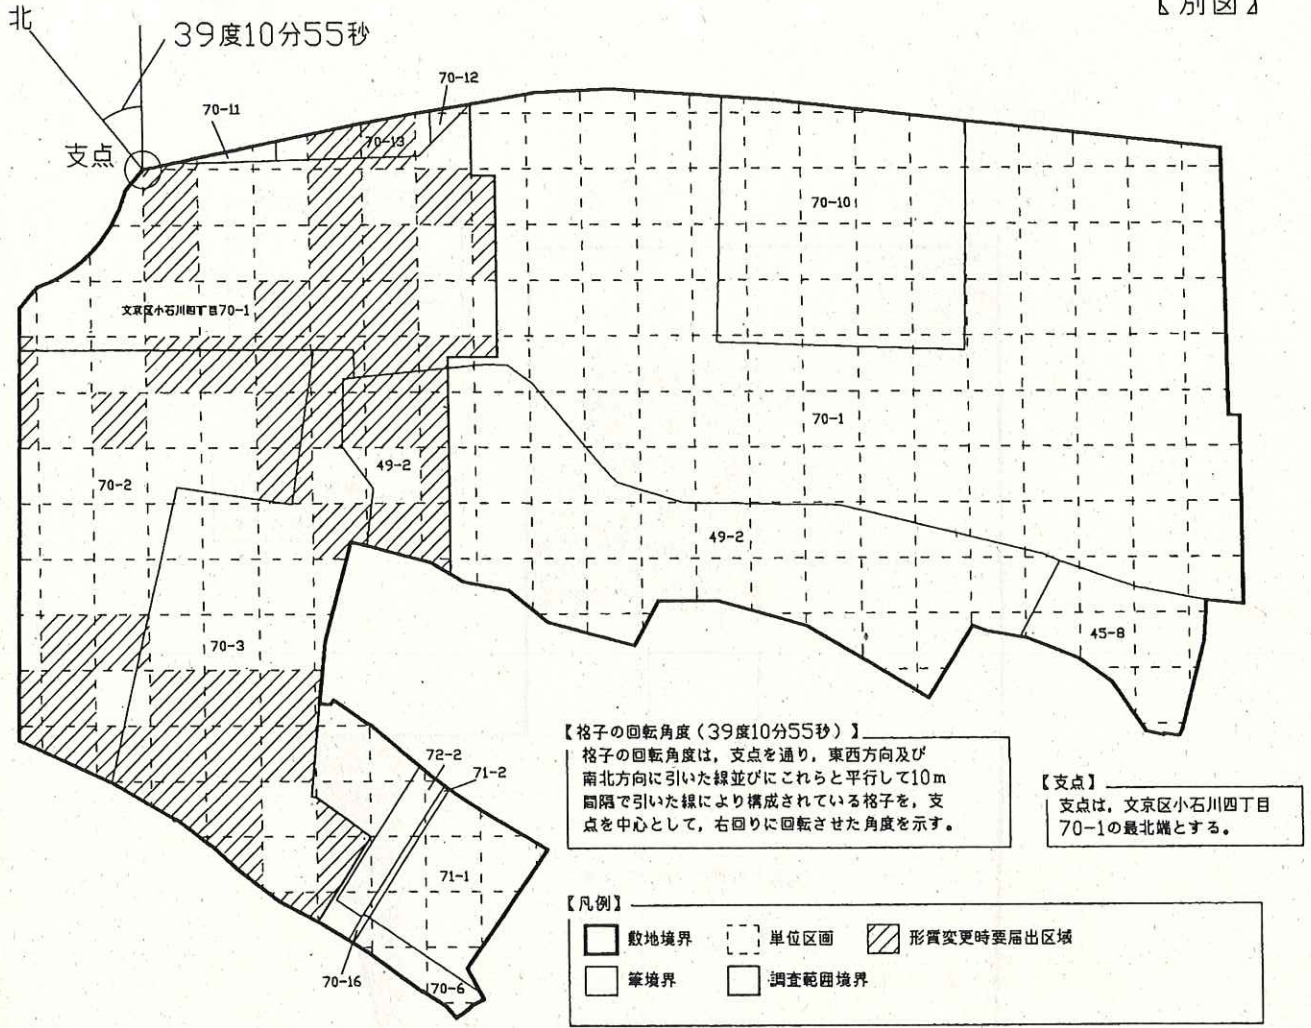 【別図】
北
39度10分55秒
70-12
70-11
70-13
支点
70-10
文京区小石川四丁目70-1
70-1
49-2
70-2
49-2
70-3
45-8
72-2
71-2
71-1
70-16
70-6
【格子の回転角度(39度10分55秒)】
格子の回転角度は,支点を通り,東西方向及び
南北方向に引いた線並びにこれらと平行して10m
間隔で引いた線により構成されている格子を,支
点を中心として,右回りに回転させた角度を示す。
【支点】
支点は,文京区小石川四丁目
70-1の最北端とする。
【凡例】
敷地境界 単位区画 形質変更時要届出区域
筆境界 調査範囲境界